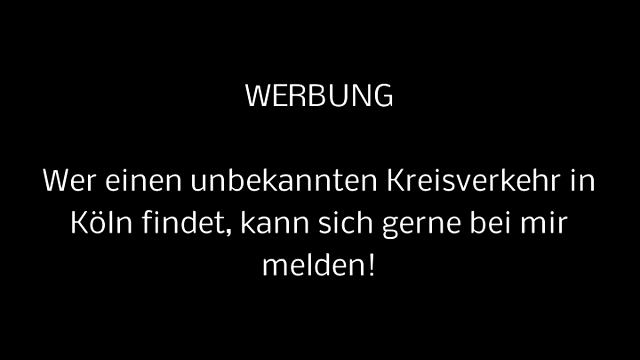 WERBUNG
Wer einen unbekannten Kreisverkehr in
Köln findet, kann sich gerne bei mir
melden!